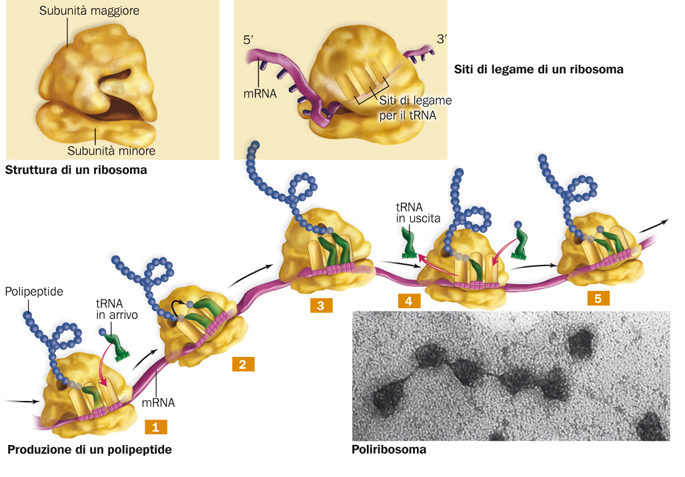 Subunità maggiore
Subunità minore
Struttura di un ribosoma
5′
3′
mRNA
Siti di legame
per il tRNA
Siti di legame di un ribosoma
Polipeptide
tRNA
in arrivo
mRNA
tRNA
in uscita
1
2
3
4
5
Produzione di un polipeptide
Poliribosoma